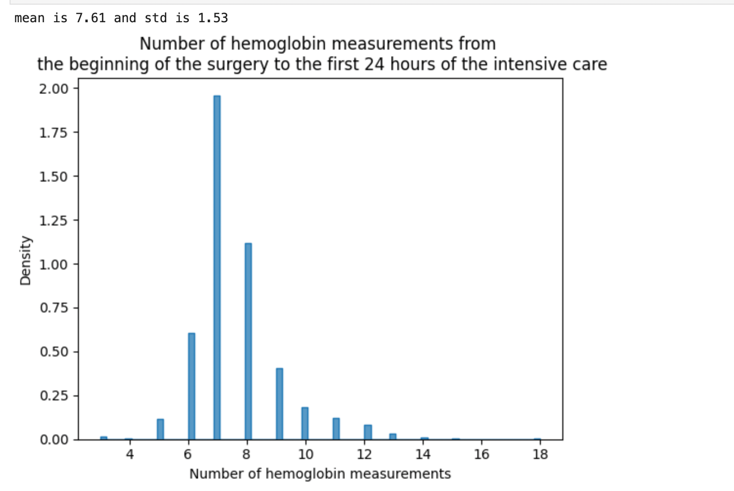 mean is 7.61 and std is 1.53
Number of hemoglobin measurements from
the beginning of the surgery to the first 24 hours of the intensive care
2.00
1.75
1.50
1.25
1.00
0.75
0.50
0.25
0.00
Density
4 6 8 10 12 14 16 18
Number of hemoglobin measurements